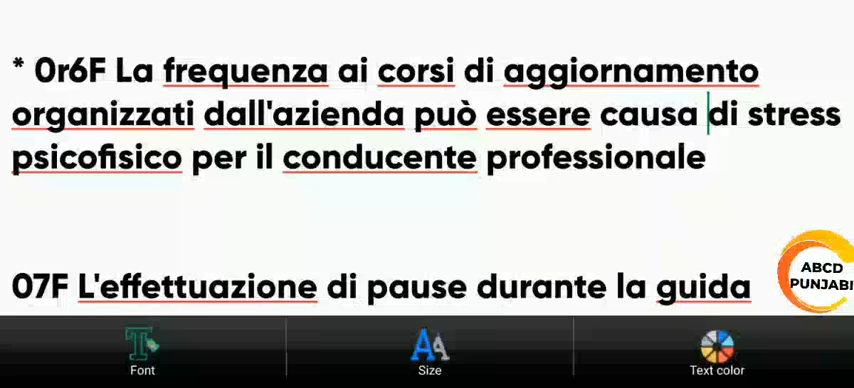 * 0r6F La frequenza ai corsi di aggiornamento
organizzati dall'azienda può essere causa di stress
psicofisico per il conducente professionale
07F L'effettuazione di pause durante la guida
ABCD
PUNJABI
Font
Size
Text color